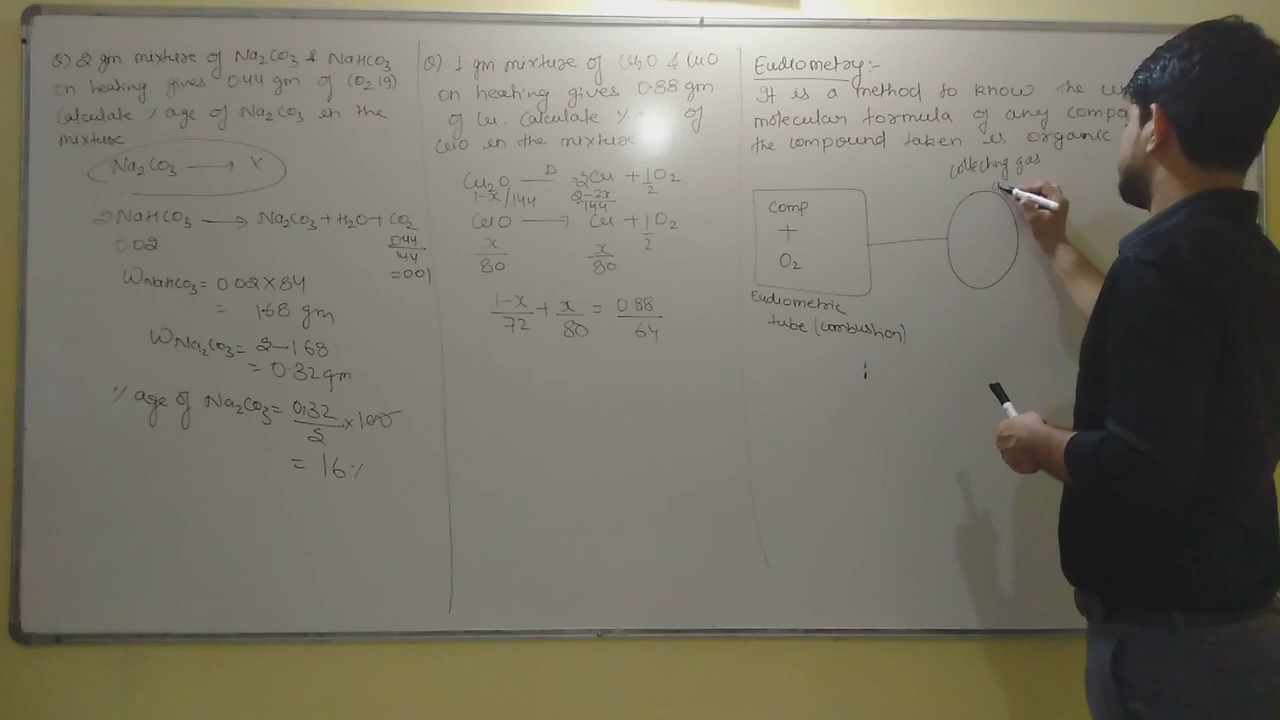 Q) 2 gm mixture of Na2CO3 & NaHCO3
on heating gives 0.44 gm of CO2(g)
Calculate % age of Na2CO3 in the
mixture
Na2CO3 → X
2NaHCO3 → Na2CO3 + H2O + CO2
0.02
0.44/44
= 0.01
WNaHCO3 = 0.02 × 84
= 1.68 gm
WNa2CO3 = 2 - 1.68
= 0.32 gm
% age of Na2CO3 = 0.32/2 × 100
= 16%
Q) 1 gm mixture of Cu2O & CuO
on heating gives 0.88 gm
of Cu. Calculate % of
CuO in the mixture
Cu2O Δ→ 2Cu + 1/2 O2
1-x/144 2-2x/144
CuO → Cu + 1/2 O2
x/80 x/80
1-x/72 + x/80 = 0.88/64
Eudiometry:-
It is a method to know the
molecular formula of any
the compound taken is organic
collecting gas
Comp
+
O2
Eudiometric
tube (combustion)